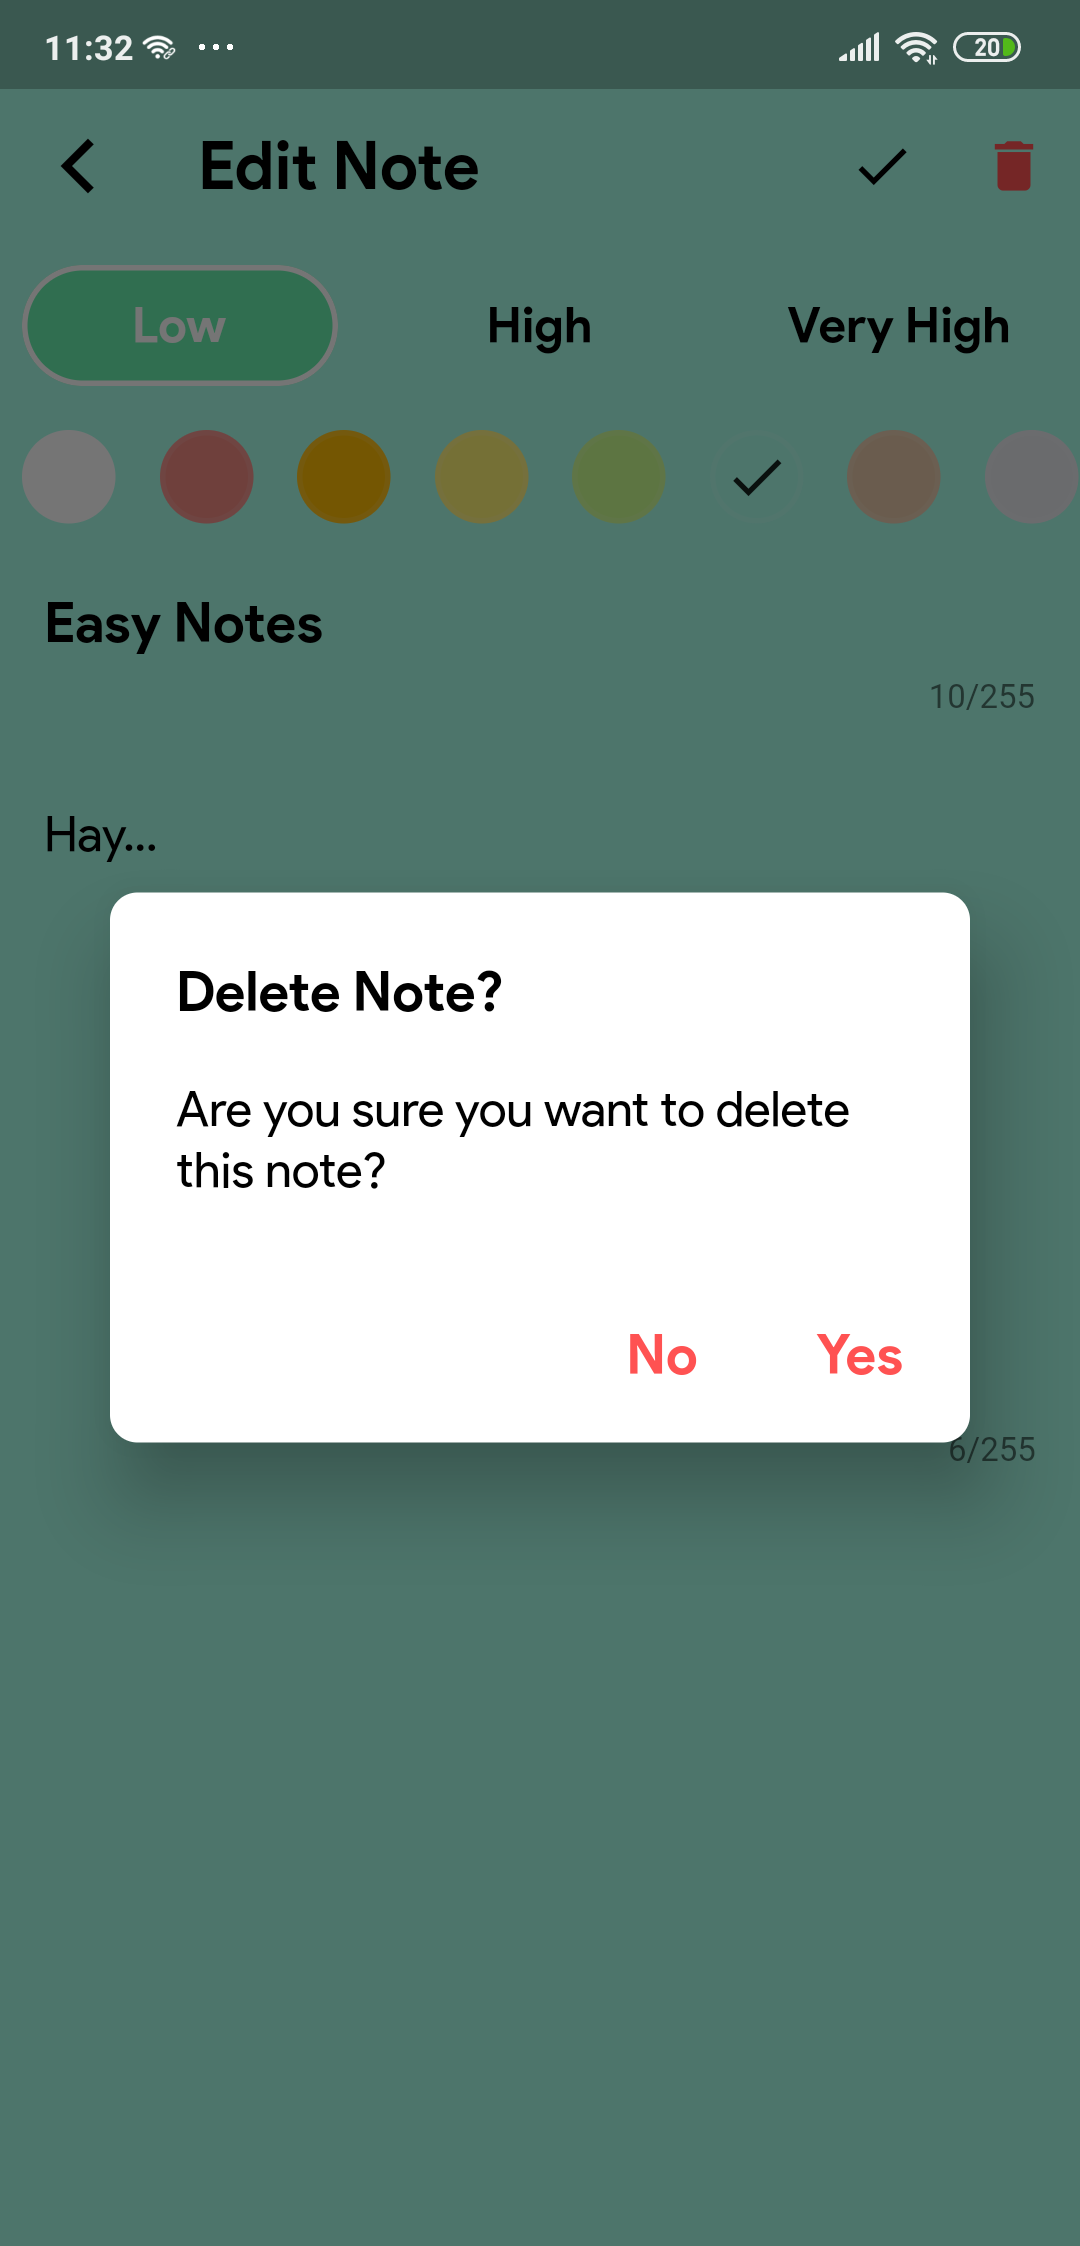 11:32
20
Edit Note
Low High Very High
Easy Notes
10/255
Hay...
Delete Note?
Are you sure you want to delete
this note?
No Yes
6/255